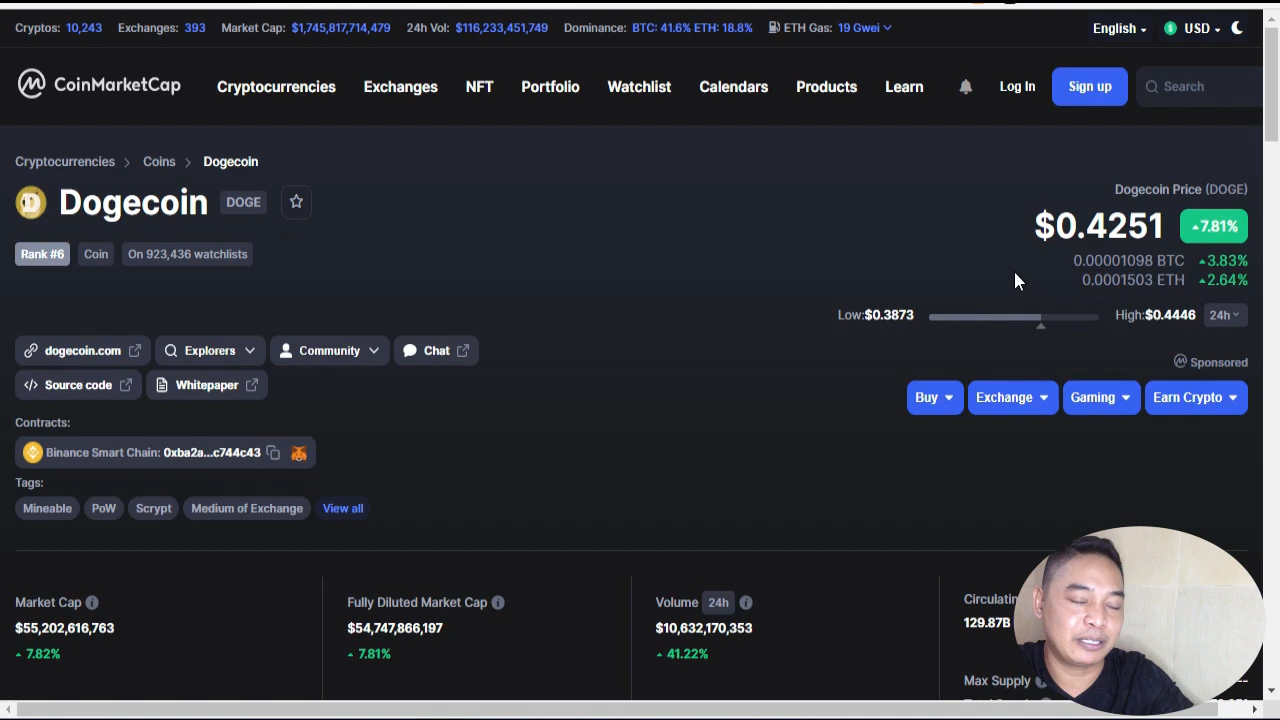 Cryptos: 10,243 Exchanges: 393 Market Cap: $1,745,817,714,479 24h Vol: $116,233,451,749 Dominance: BTC: 41.6% ETH: 18.8% ETH Gas: 19 Gwei English USD
CoinMarketCap Cryptocurrencies Exchanges NFT Portfolio Watchlist Calendars Products Learn Log In Sign up Search
Cryptocurrencies Coins Dogecoin
Dogecoin Price (DOGE)
Dogecoin DOGE
$0.4251 7.81%
Rank #6 Coin On 923,436 watchlists
0.00001098 BTC 3.83%
0.0001503 ETH 2.64%
Low:$0.3873 High:$0.4446 24h
dogecoin.com Explorers Community Chat
Sponsored
Source code Whitepaper
Buy Exchange Gaming Earn Crypto
Contracts:
Binance Smart Chain: 0xba2a...c744c43
Tags:
Mineable PoW Scrypt Medium of Exchange View all
Market Cap Fully Diluted Market Cap Volume 24h
$55,202,616,763 $54,747,866,197 $10,632,170,353 129.87B
7.82% 7.81% 41.22%
Max Supply --